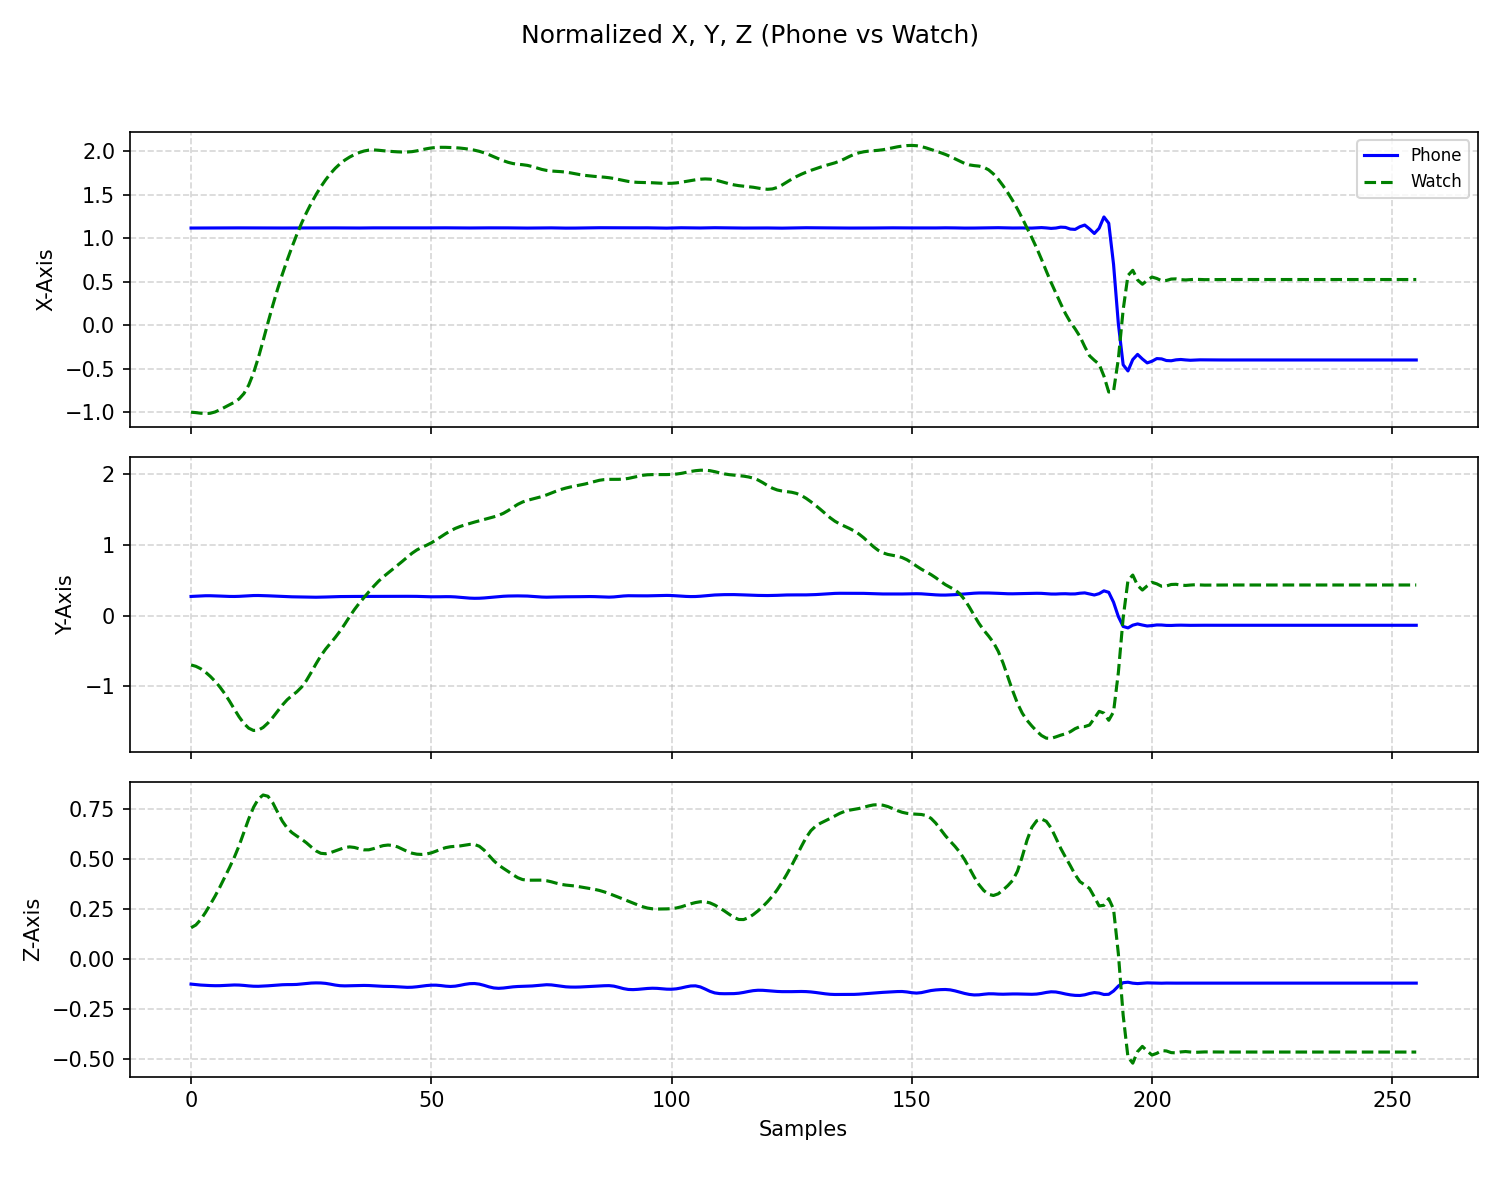 Normalized X, Y, Z (Phone vs Watch)
2.0
1.5
1.0
0.5
0.0
−0.5
−1.0
X-Axis
Phone
Watch
2
1
0
−1
Y-Axis
0.75
0.50
0.25
0.00
−0.25
−0.50
Z-Axis
0 50 100 150 200 250
Samples